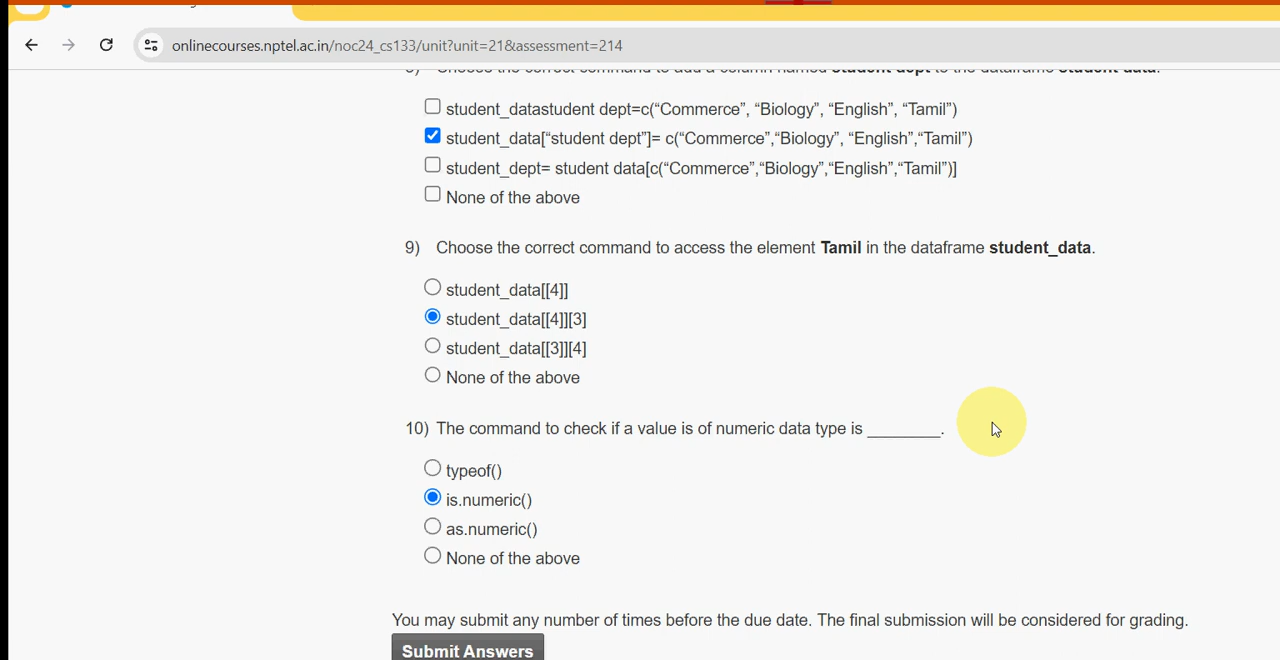 onlinecourses.nptel.ac.in/noc24_cs133/unit?unit=21&assessment=214
student_datastudent dept=c(“Commerce”, “Biology”, “English”, “Tamil”)
student_data[“student dept”]= c(“Commerce”,“Biology”, “English”,“Tamil”)
student_dept= student data[c(“Commerce”,“Biology”,“English”,“Tamil”)]
None of the above
9) Choose the correct command to access the element Tamil in the dataframe student_data.
student_data[[4]]
student_data[[4]][3]
student_data[[3]][4]
None of the above
10) The command to check if a value is of numeric data type is ________.
typeof()
is.numeric()
as.numeric()
None of the above
You may submit any number of times before the due date. The final submission will be considered for grading.
Submit Answers